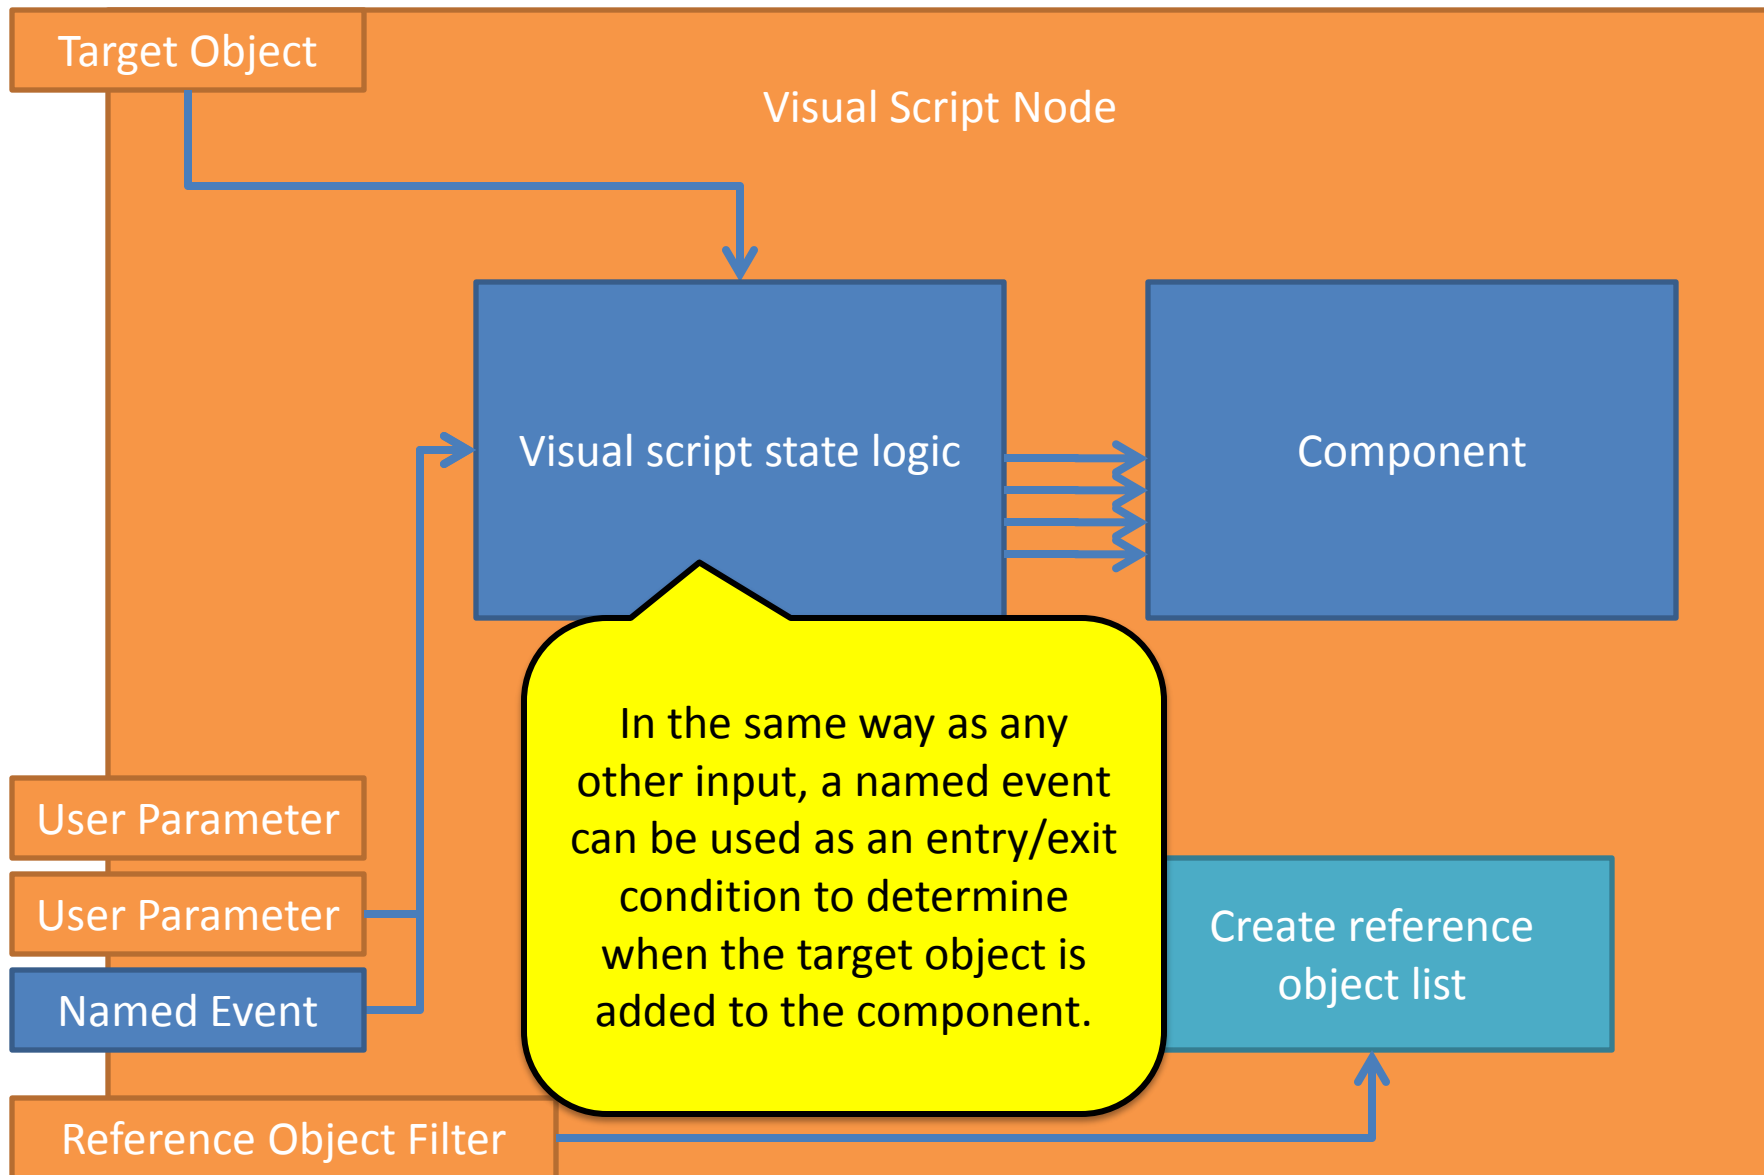 Target Object
Visual Script Node
Visual script state logic
Component
In the same way as any
other input, a named event
can be used as an entry/exit
condition to determine
when the target object is
added to the component.
User Parameter
User Parameter
Named Event
Create reference
object list
Reference Object Filter